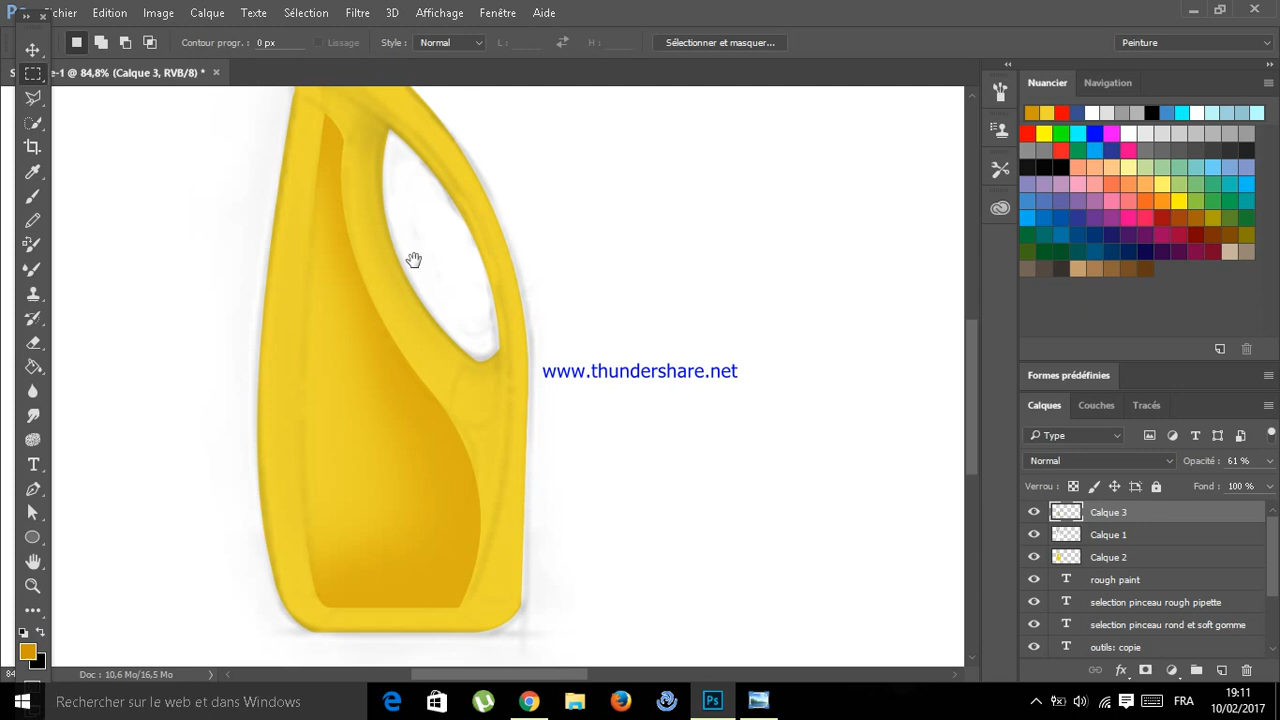 Fichier Edition Image Calque Texte Sélection Filtre 3D Affichage Fenêtre Aide
Contour progr. : 0 px Lissage Style : Normal L : H : Sélectionner et masquer... Peinture
e-1 @ 84,8% (Calque 3, RVB/8) *
Nuancier Navigation
www.thundershare.net
Formes prédéfinies
Calques Couches Tracés
Type
Normal Opacité : 61 %
Verrou : Fond : 100 %
Calque 3
Calque 1
Calque 2
T rough paint
T selection pinceau rough pipette
T selection pinceau rond et soft gomme
T outils: copie
84 Doc : 10,6 Mo/16,5 Mo
Rechercher sur le web et dans Windows
Ps
FRA
19:11
10/02/2017